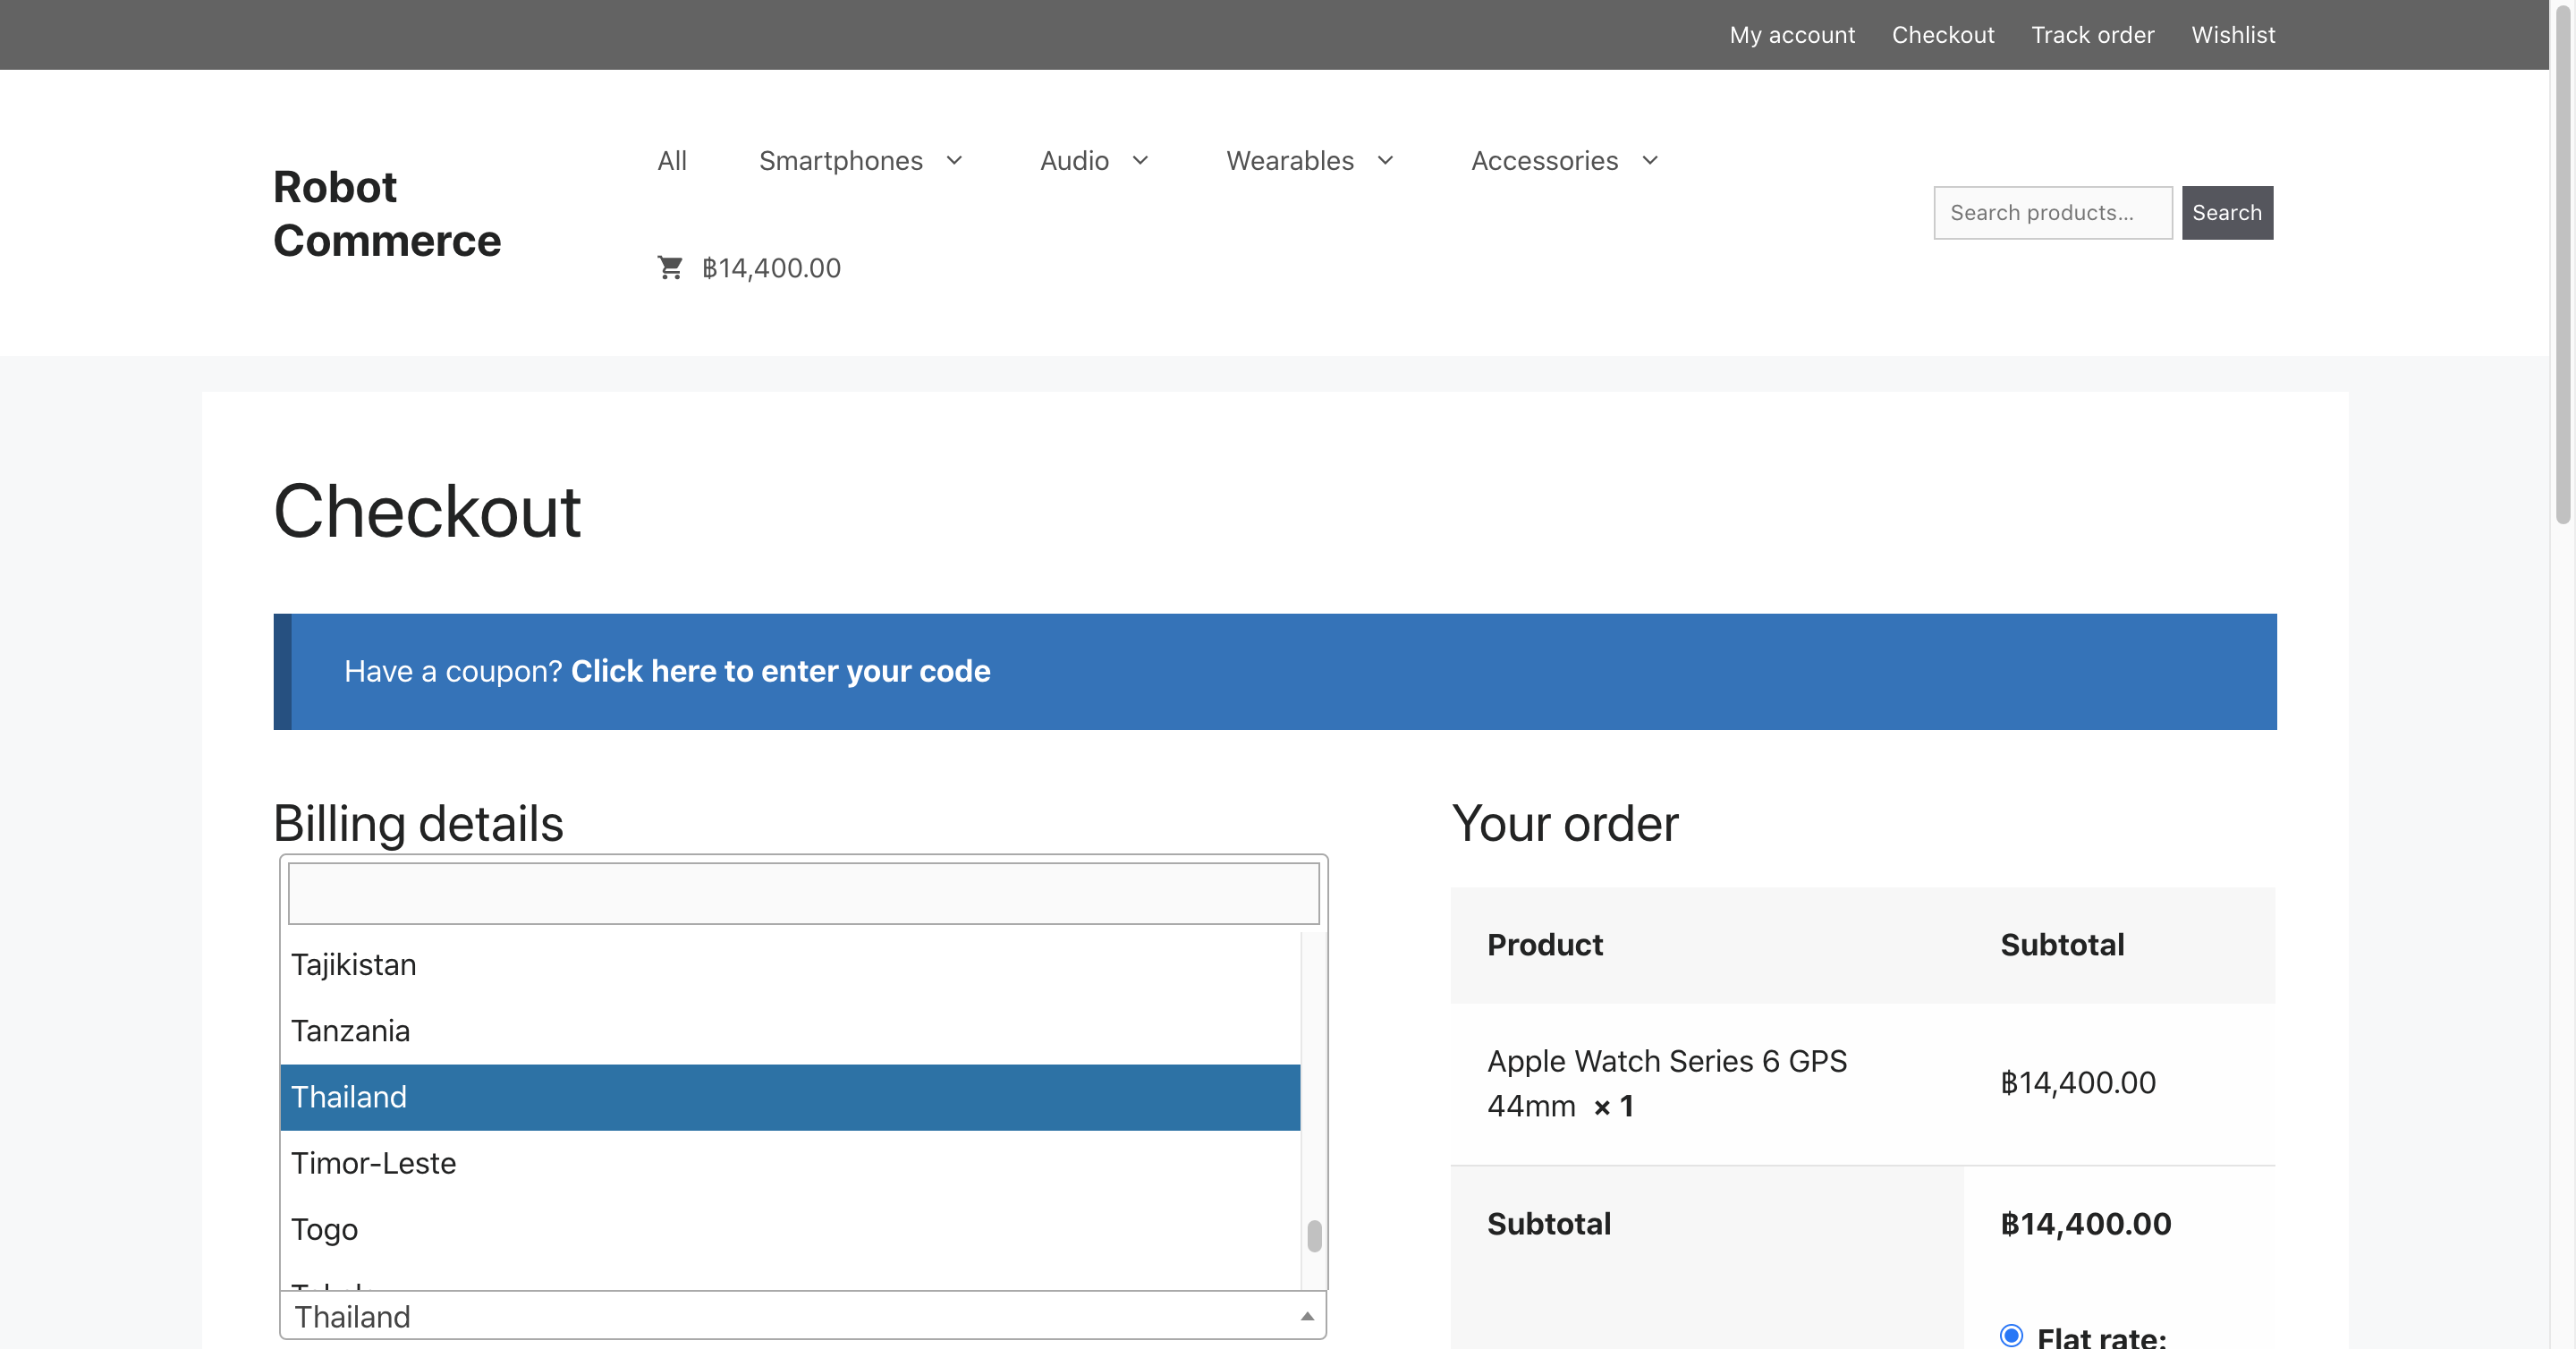 My account Checkout Track order Wishlist
Robot
Commerce
All Smartphones Audio Wearables Accessories
฿14,400.00
Search products... Search
Checkout
Have a coupon? Click here to enter your code
Billing details
Tajikistan
Tanzania
Thailand
Timor-Leste
Togo
Thailand
Your order
Product Subtotal
Apple Watch Series 6 GPS
44mm × 1
฿14,400.00
Subtotal ฿14,400.00
Flat rate: